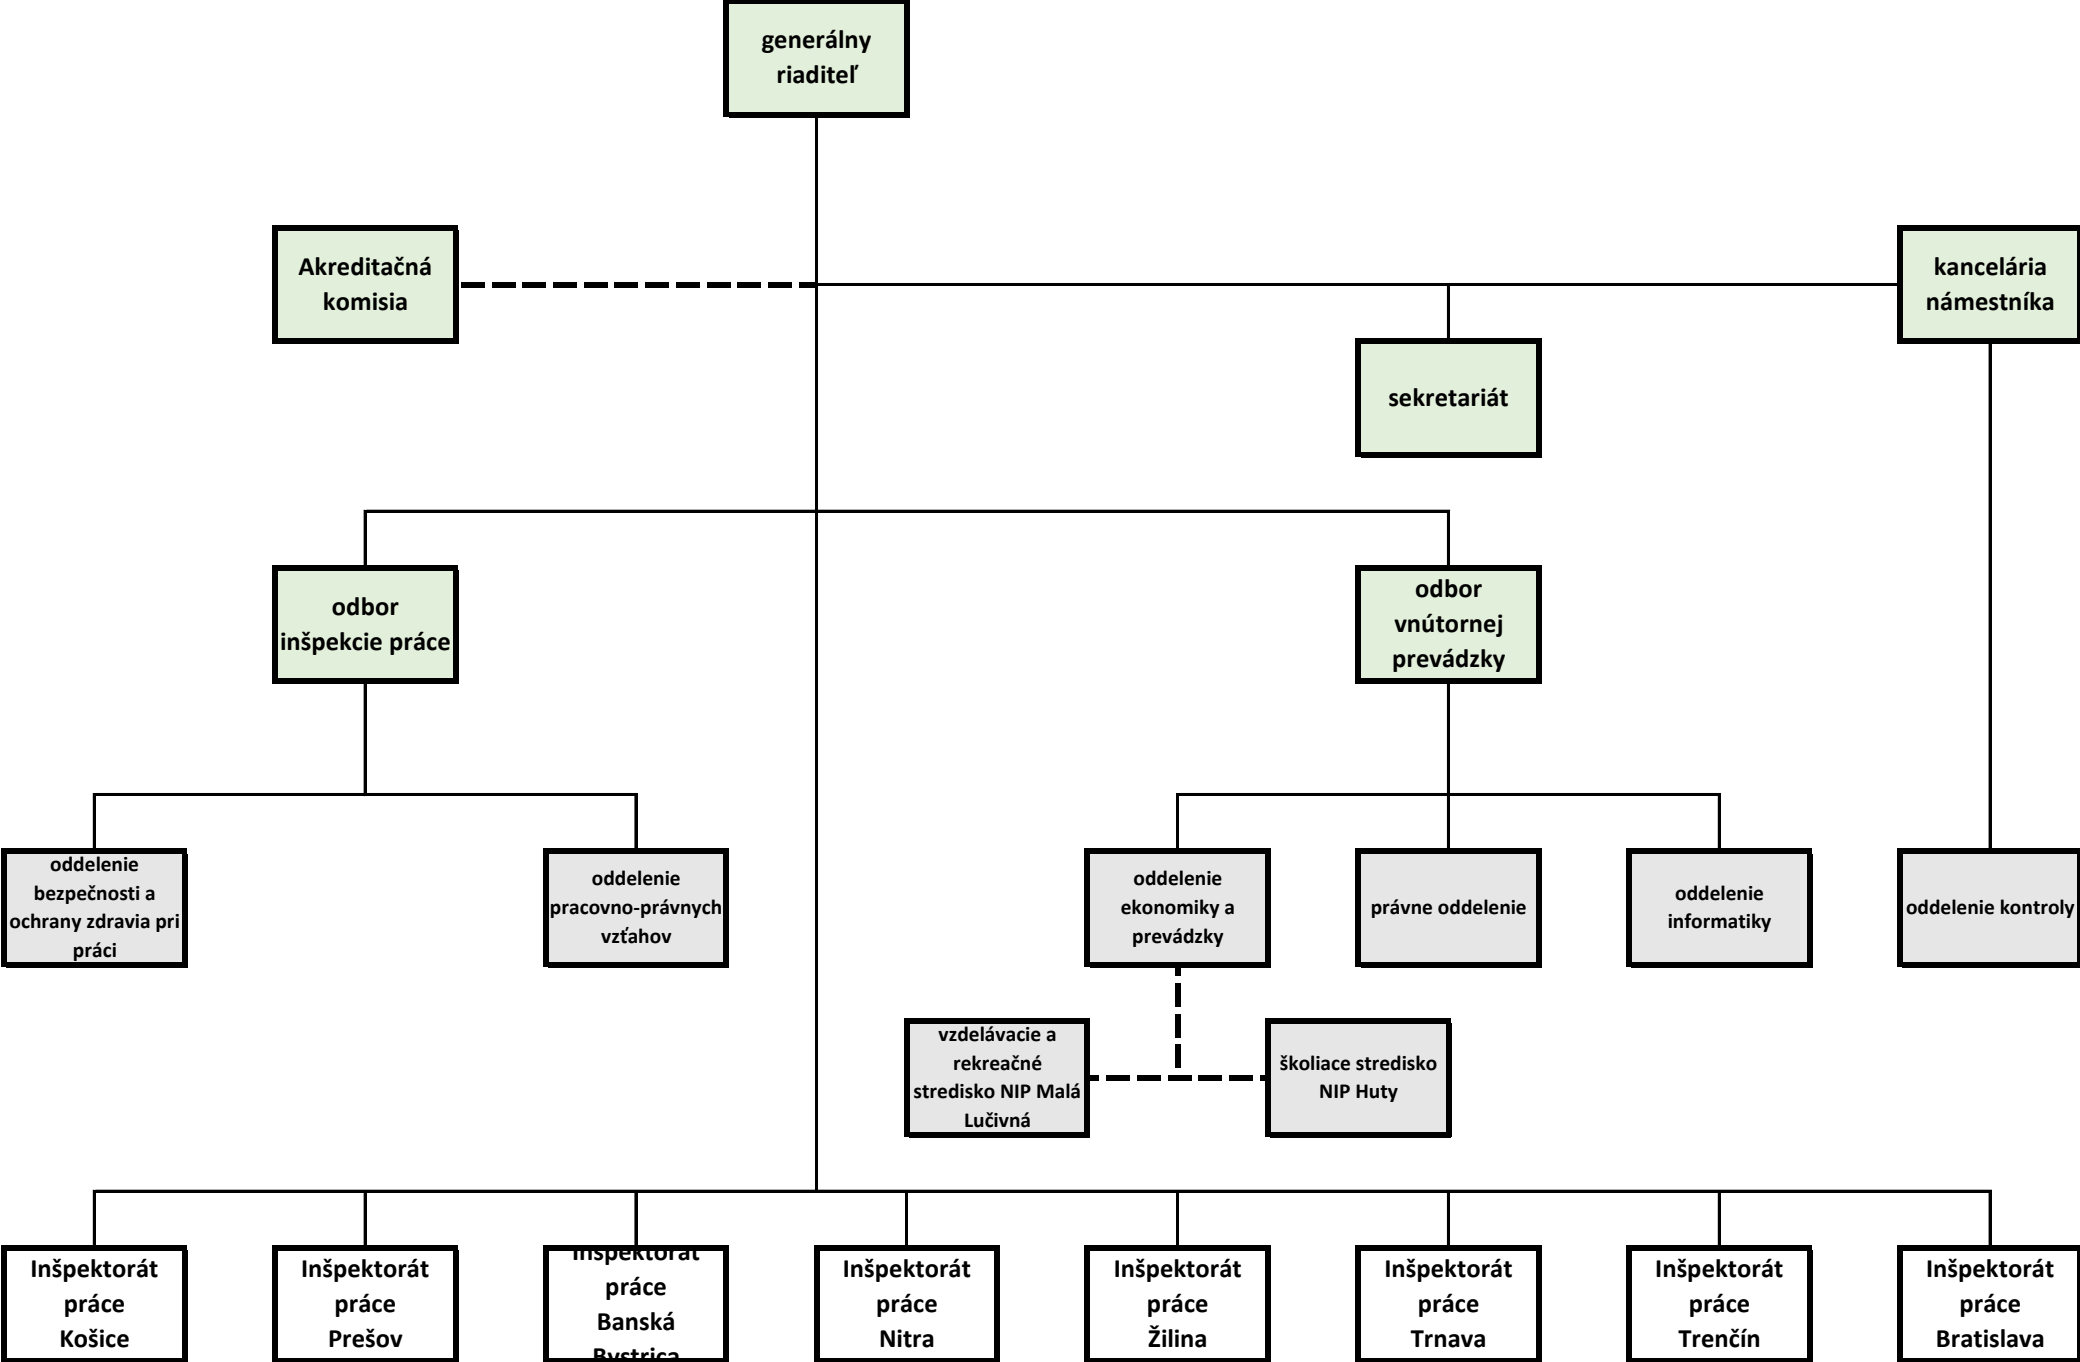 generálny
riaditeľ
Akreditačná
komisia
kancelária
námestníka
sekretariát
odbor
inšpekcie práce
odbor
vnútornej
prevádzky
oddelenie
bezpečnosti a
ochrany zdravia pri
práci
oddelenie
pracovno-právnych
vzťahov
oddelenie
ekonomiky a
prevádzky
právne oddelenie
oddelenie
informatiky
oddelenie kontroly
vzdelávacie a
rekreačné
stredisko NIP Malá
Lučivná
školiace stredisko
NIP Huty
Inšpektorát
práce
Košice
Inšpektorát
práce
Prešov
Inšpektorát
práce
Banská
Bystrica
Inšpektorát
práce
Nitra
Inšpektorát
práce
Žilina
Inšpektorát
práce
Trnava
Inšpektorát
práce
Trenčín
Inšpektorát
práce
Bratislava